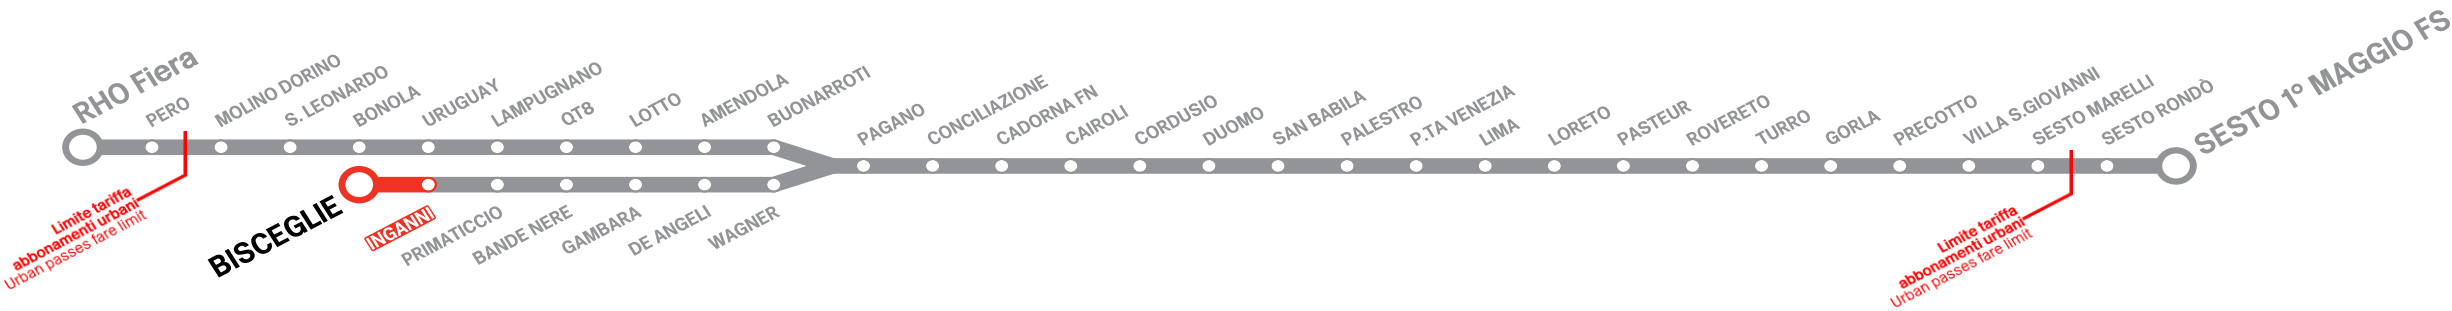 RHO Fiera
PERO
MOLINO DORINO
S. LEONARDO
BONOLA
URUGUAY
LAMPUGNANO
QT8
LOTTO
AMENDOLA
BUONARROTI
PAGANO
CONCILIAZIONE
CADORNA FN
CAIROLI
CORDUSIO
DUOMO
SAN BABILA
PALESTRO
P.TA VENEZIA
LIMA
LORETO
PASTEUR
ROVERETO
TURRO
GORLA
PRECOTTO
VILLA S.GIOVANNI
SESTO MARELLI
SESTO RONDÒ
SESTO 1° MAGGIO FS
Limite tariffa
abbonamenti urbani
Urban passes fare limit
BISCEGLIE
INGANNI
PRIMATICCIO
BANDE NERE
GAMBARA
DE ANGELI
WAGNER
Limite tariffa
abbonamenti urbani
Urban passes fare limit